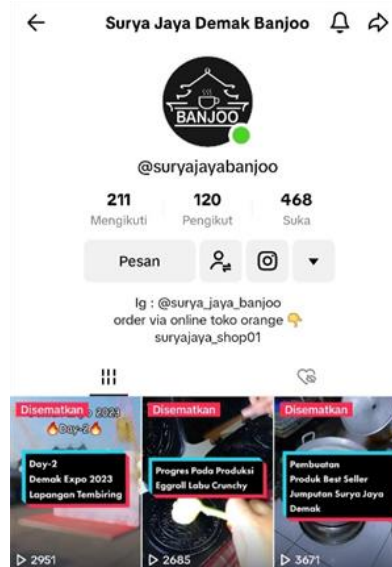 Surya Jaya Demak Banjoo
BANJOO
@suryajayabanjoo
211 120 468
Mengikuti Pengikut Suka
Pesan
Ig : @surya_jaya_banjoo
order via online toko orange 👇
suryajaya_shop01
Disematkan
2023
🔥Day-2🔥
Day-2
Demak Expo 2023
Lapangan Tembiring
2951
Disematkan
Progres Pada Produksi
Eggroll Labu Crunchy
2685
Disematkan
Pembuatan
Produk Best Seller
Jumputan Surya Jaya
Demak
3671